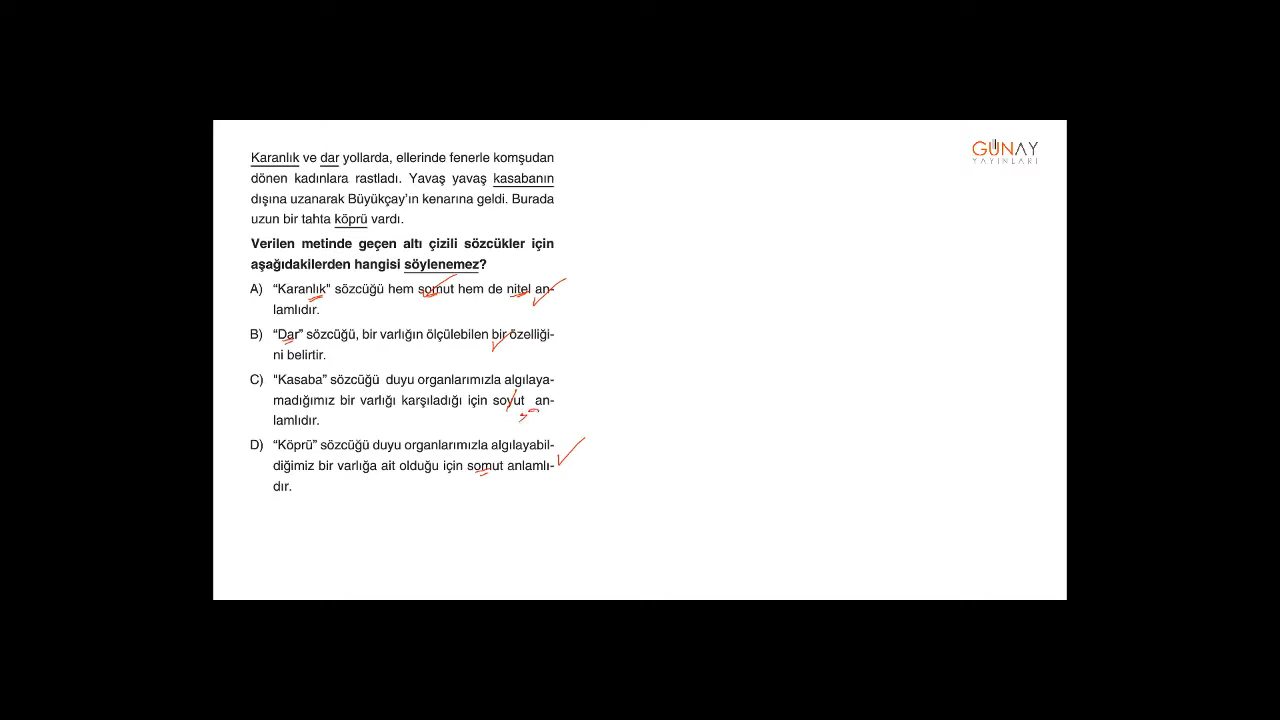 GÜNAY
YAYINLARI
Karanlık ve dar yollarda, ellerinde fenerle komşudan
dönen kadınlara rastladı. Yavaş yavaş kasabanın
dışına uzanarak Büyükçay'ın kenarına geldi. Burada
uzun bir tahta köprü vardı.
Verilen metinde geçen altı çizili sözcükler için
aşağıdakilerden hangisi söylenemez?
A) “Karanlık" sözcüğü hem somut hem de nitel an-
lamlıdır.
B) “Dar” sözcüğü, bir varlığın ölçülebilen bir özelliği-
ni belirtir.
C) “Kasaba” sözcüğü duyu organlarımızla algılaya-
madığımız bir varlığı karşıladığı için soyut an-
lamlıdır.
D) “Köprü” sözcüğü duyu organlarımızla algılayabil-
diğimiz bir varlığa ait olduğu için somut anlamlı-
dır.